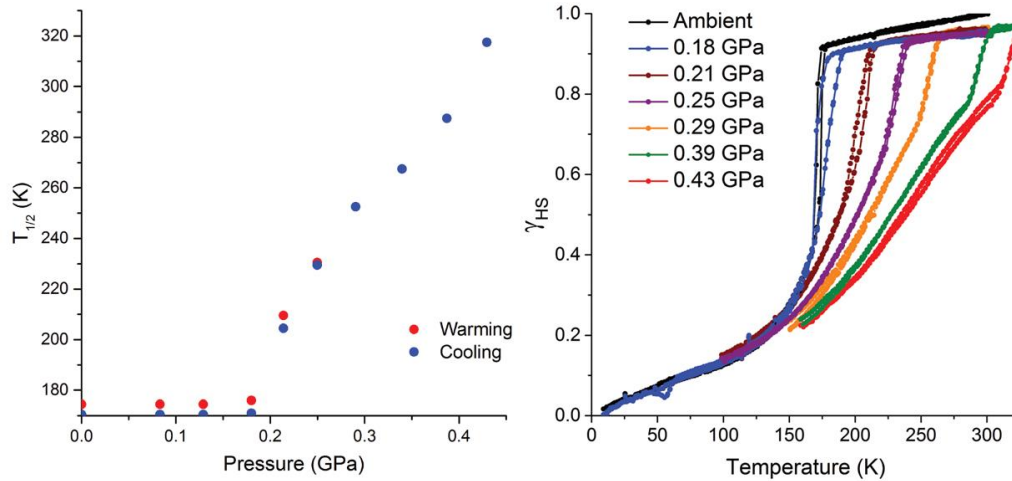 320
300
280
260
240
220
200
180
T1/2 (K)
Warming
Cooling
0.0 0.1 0.2 0.3 0.4
Pressure (GPa)
1.0
0.8
0.6
0.4
0.2
0.0
γHS
Ambient
0.18 GPa
0.21 GPa
0.25 GPa
0.29 GPa
0.39 GPa
0.43 GPa
0 50 100 150 200 250 300
Temperature (K)